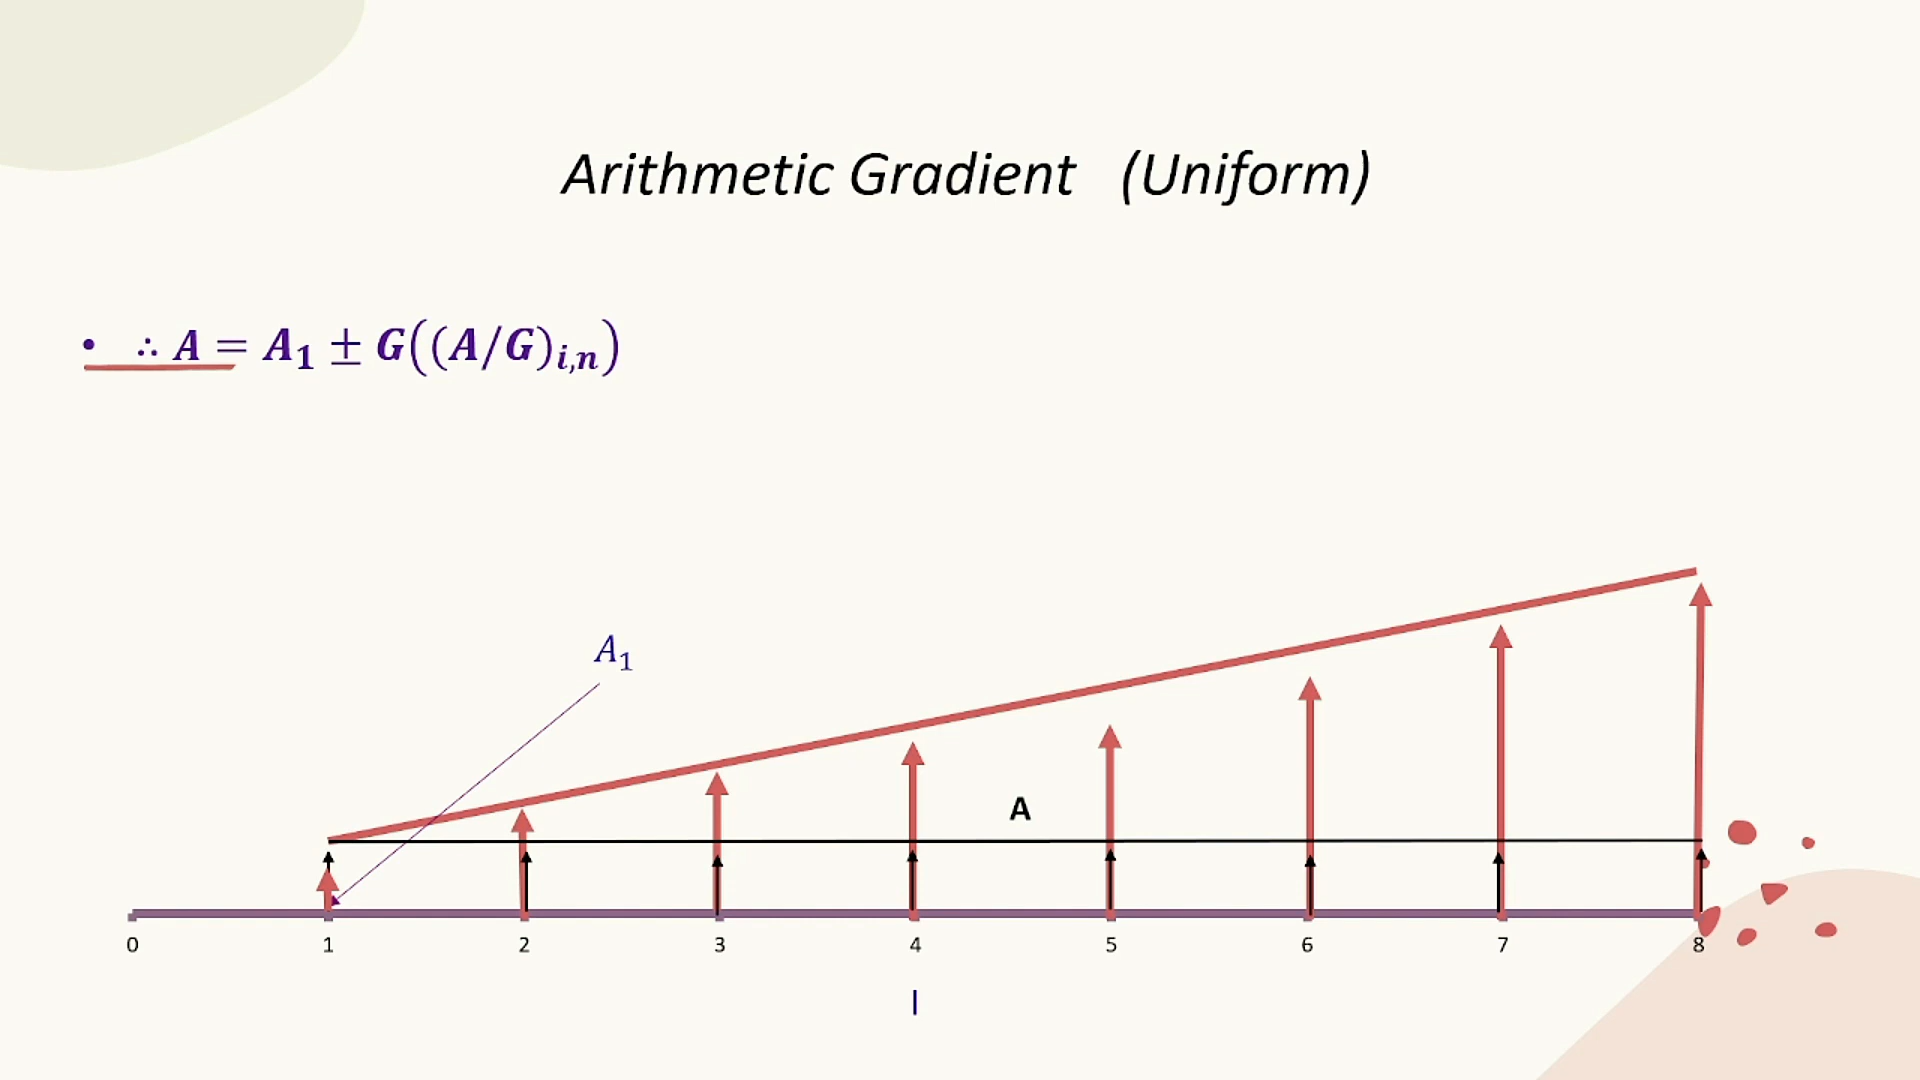 Arithmetic Gradient (Uniform)
• ∴ A = A₁ ± G((A/G)ᵢ,ₙ)
A₁
A
0 1 2 3 4 5 6 7 8
I